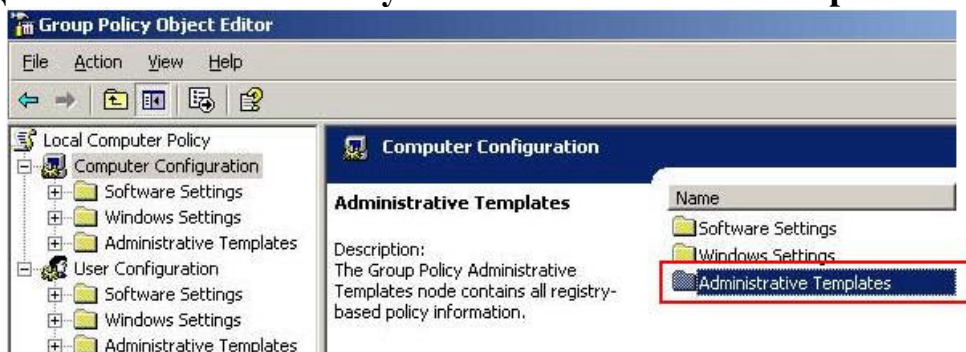 Group Policy Object Editor
File Action View Help
Local Computer Policy
Computer Configuration
Software Settings
Windows Settings
Administrative Templates
User Configuration
Software Settings
Windows Settings
Administrative Templates
Computer Configuration
Administrative Templates
Description:
The Group Policy Administrative
Templates node contains all registry-
based policy information.
Name
Software Settings
Windows Settings
Administrative Templates